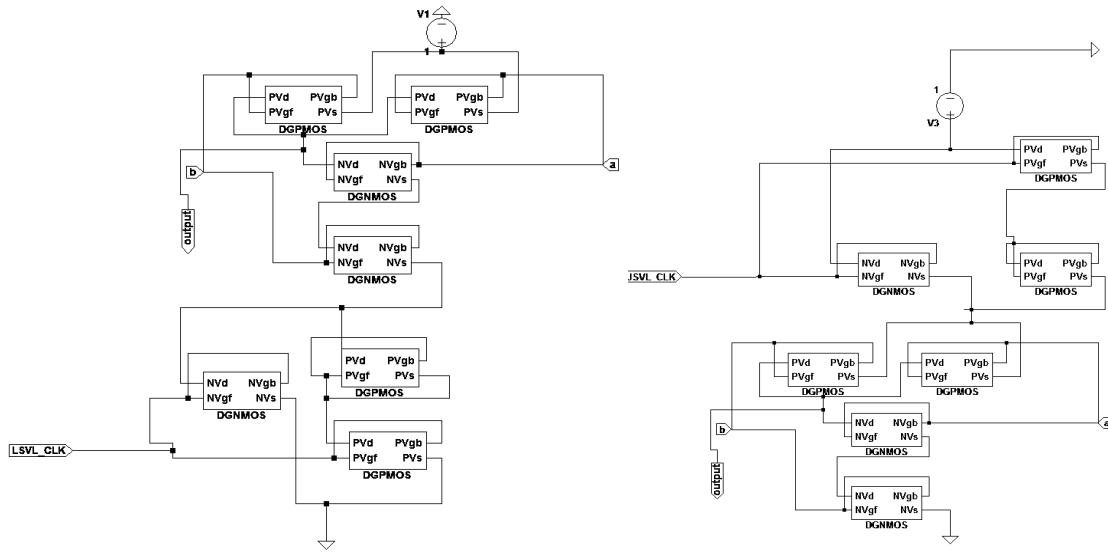 V1
1
PVd PVgb
PVgf PVs
DGPMOS
PVd PVgb
PVgf PVs
DGPMOS
NVd NVgb
NVgf NVs
DGNMOS
a
b
output
NVd NVgb
NVgf NVs
DGNMOS
PVd PVgb
PVgf PVs
DGPMOS
NVd NVgb
NVgf NVs
DGNMOS
PVd PVgb
PVgf PVs
DGPMOS
LSVL_CLK
1
V3
PVd PVgb
PVgf PVs
DGPMOS
NVd NVgb
NVgf NVs
DGNMOS
PVd PVgb
PVgf PVs
DGPMOS
JSVL_CLK
PVd PVgb
PVgf PVs
DGPMOS
PVd PVgb
PVgf PVs
DGPMOS
NVd NVgb
NVgf NVs
DGNMOS
a
b
output
NVd NVgb
NVgf NVs
DGNMOS